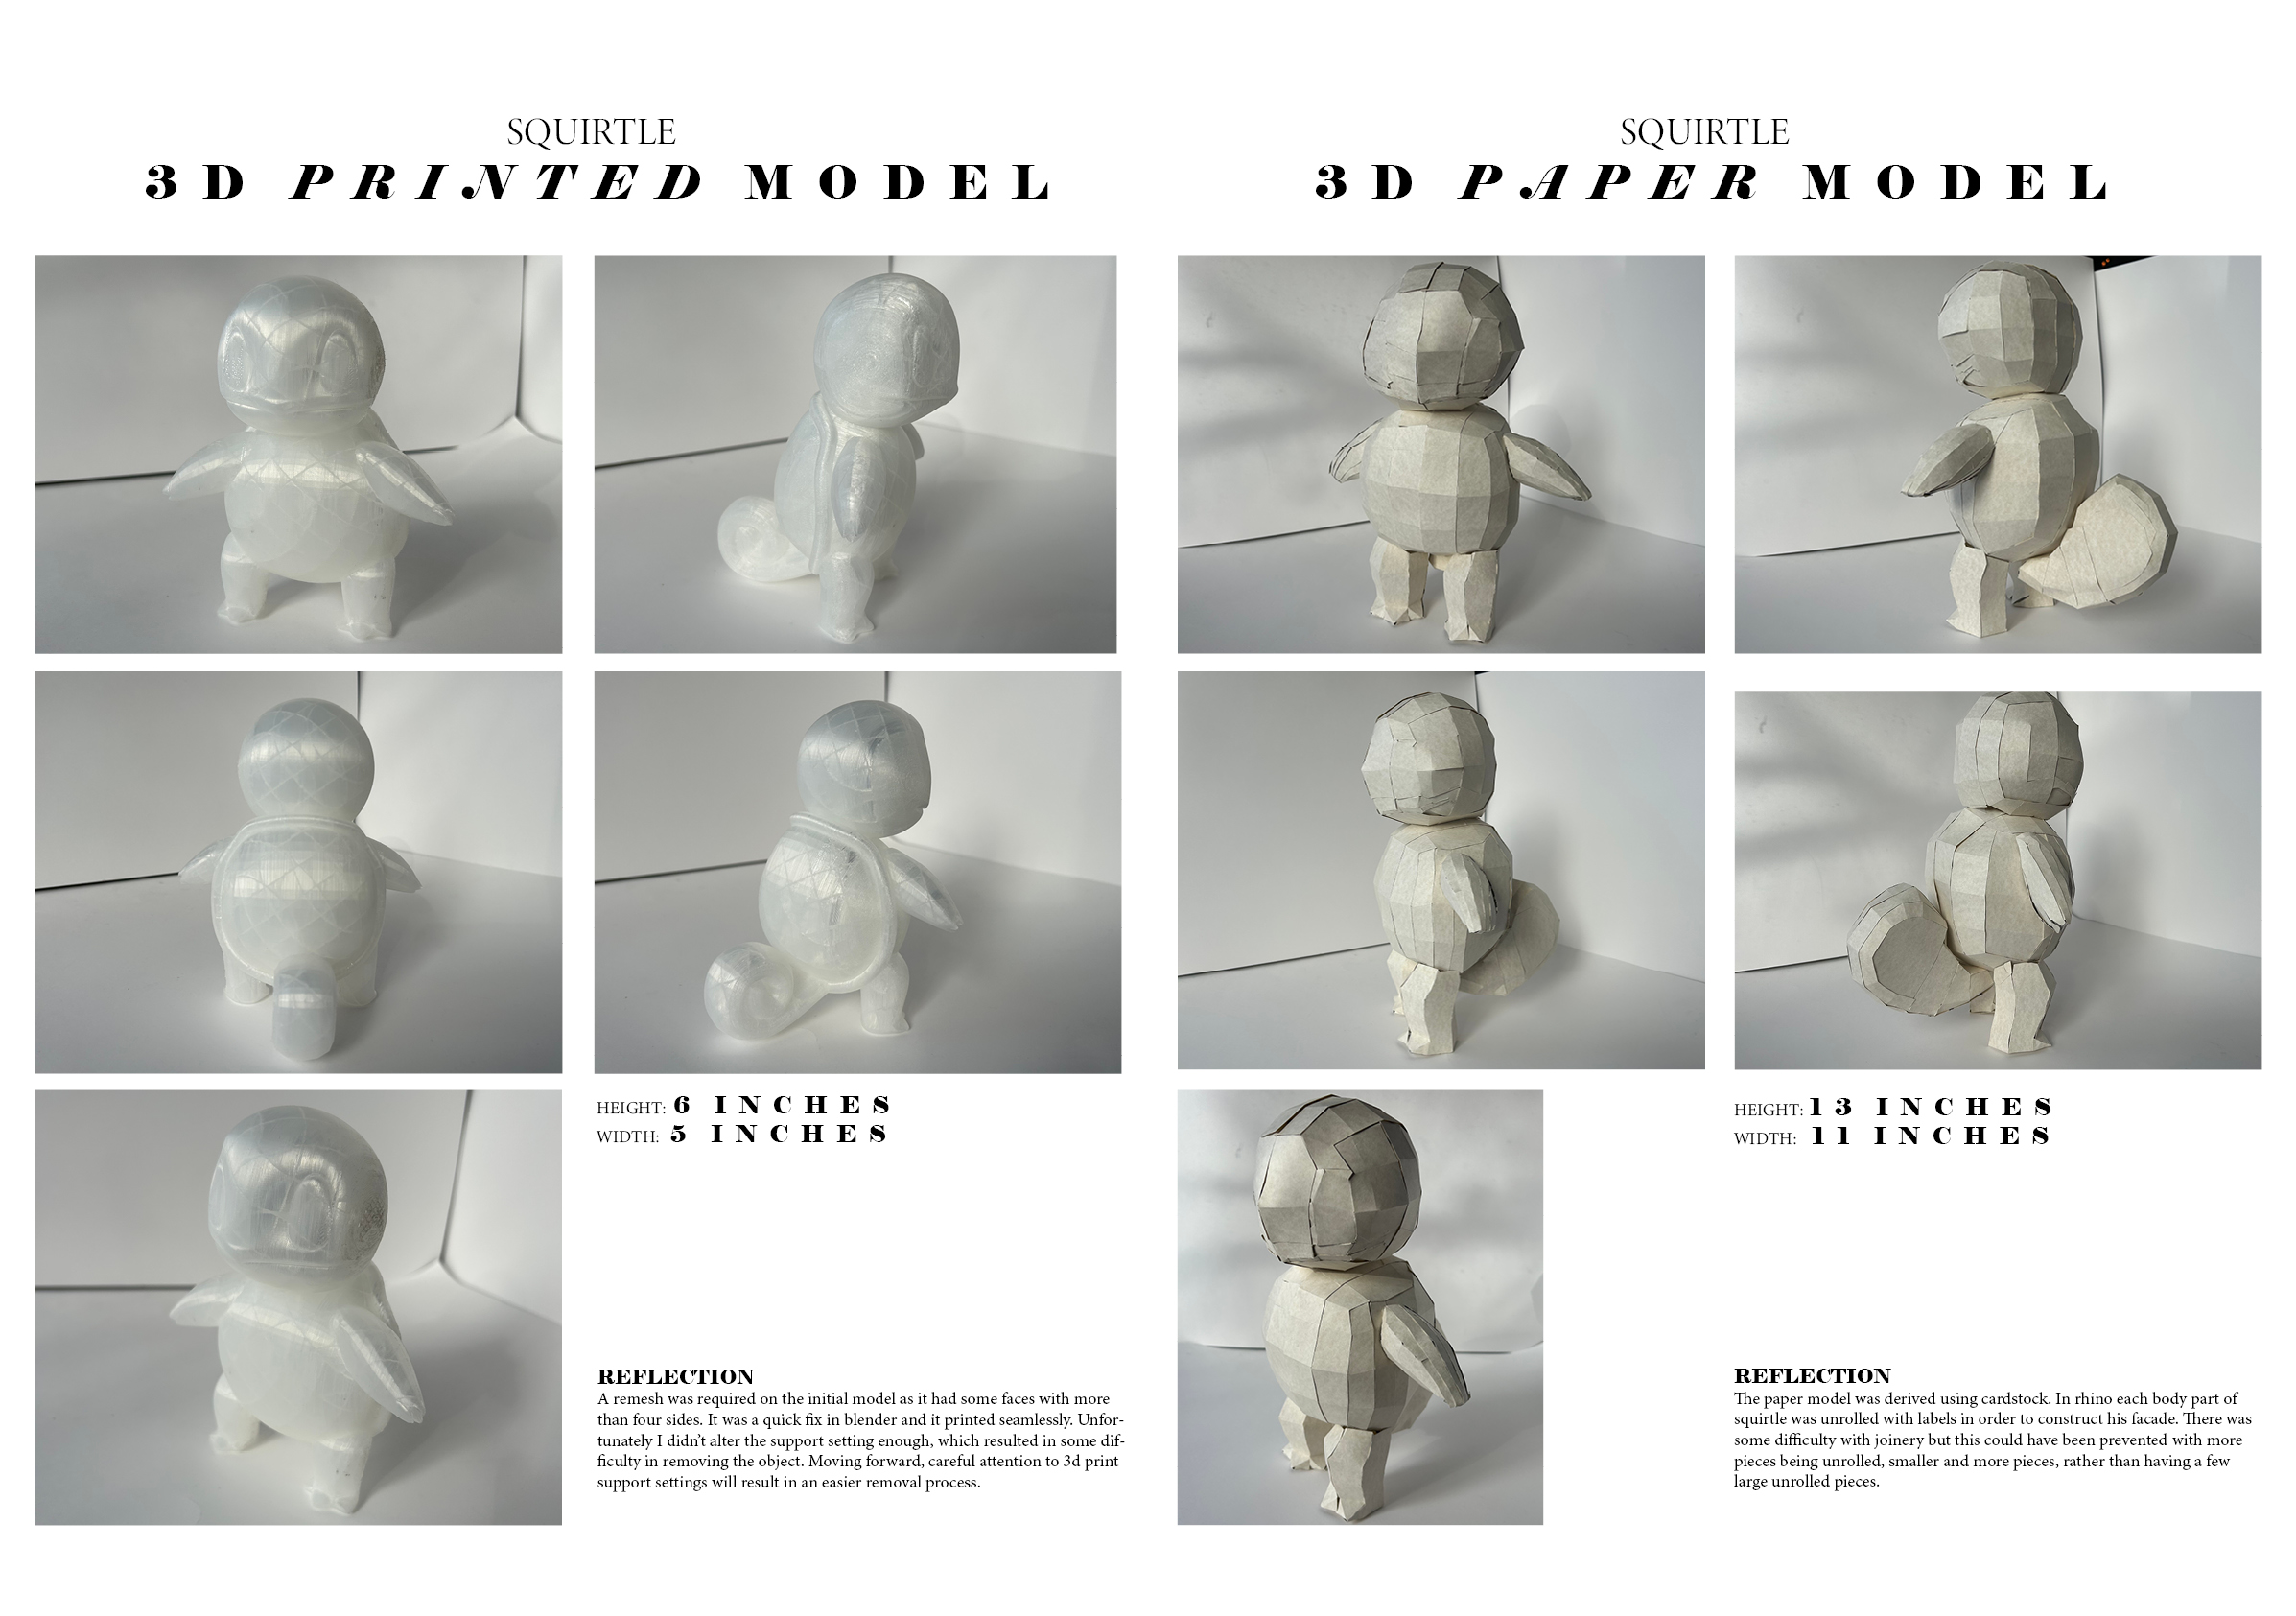 SQUIRTLE
3D PRINTED MODEL
HEIGHT: 6 INCHES
WIDTH: 5 INCHES
REFLECTION
A remesh was required on the initial model as it had some faces with more
than four sides. It was a quick fix in blender and it printed seamlessly. Unfor-
tunately I didn't alter the support setting enough, which resulted in some dif-
ficulty in removing the object. Moving forward, careful attention to 3d print
support settings will result in an easier removal process.
SQUIRTLE
3D PAPER MODEL
HEIGHT: 13 INCHES
WIDTH: 11 INCHES
REFLECTION
The paper model was derived using cardstock. In rhino each body part of
squirtle was unrolled with labels in order to construct his facade. There was
some difficulty with joinery but this could have been prevented with more
pieces being unrolled, smaller and more pieces, rather than having a few
large unrolled pieces.